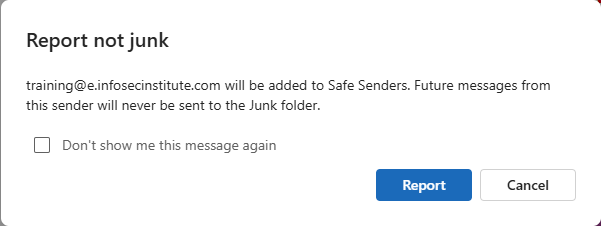 Report not junk
training@e.infosecinstitute.com will be added to Safe Senders. Future messages from
this sender will never be sent to the Junk folder.
Don't show me this message again
Report
Cancel